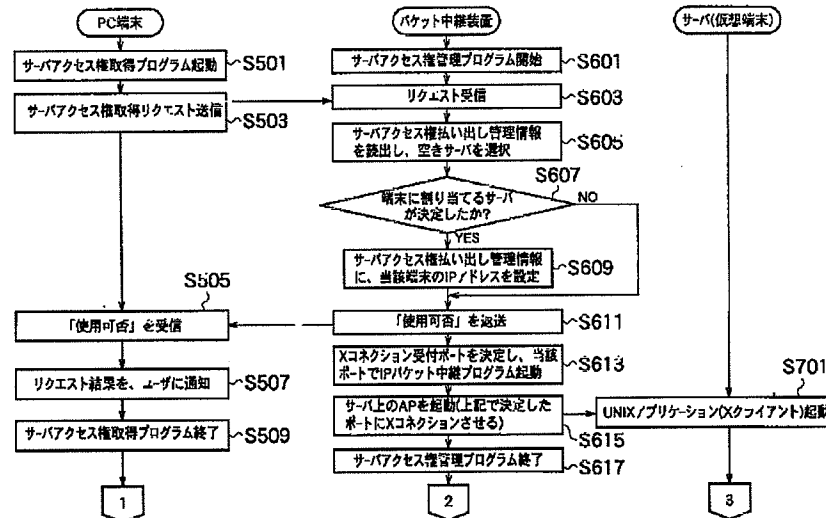 PC端末
サーバアクセス権取得プログラム起動
S501
サーバアクセス権取得リクエスト送信
S503
S505
「使用可否」を受信
リクエスト結果を、ユーザに通知
S507
サーバアクセス権取得プログラム終了
S509
1
パケット中継装置
サーバアクセス権管理プログラム開始
S601
リクエスト受信
S603
サーバアクセス権払い出し管理情報
を読出し、空きサーバを選択
S605
S607
端末に割り当てるサーバ
が決定したか?
NO
YES
サーバアクセス権払い出し管理情報
に、当該端末のIPアドレスを設定
S609
「使用可否」を返送
S611
Xコネクション受付ポートを決定し、当該
ポートでIPパケット中継プログラム起動
S613
サーバ上のAPを起動(上記で決定した
ポートにXコネクションさせる)
S615
サーバアクセス権管理プログラム終了
S617
2
サーバ(仮想端末)
S701
UNIXアプリケーション(Xクライアント)起動
3